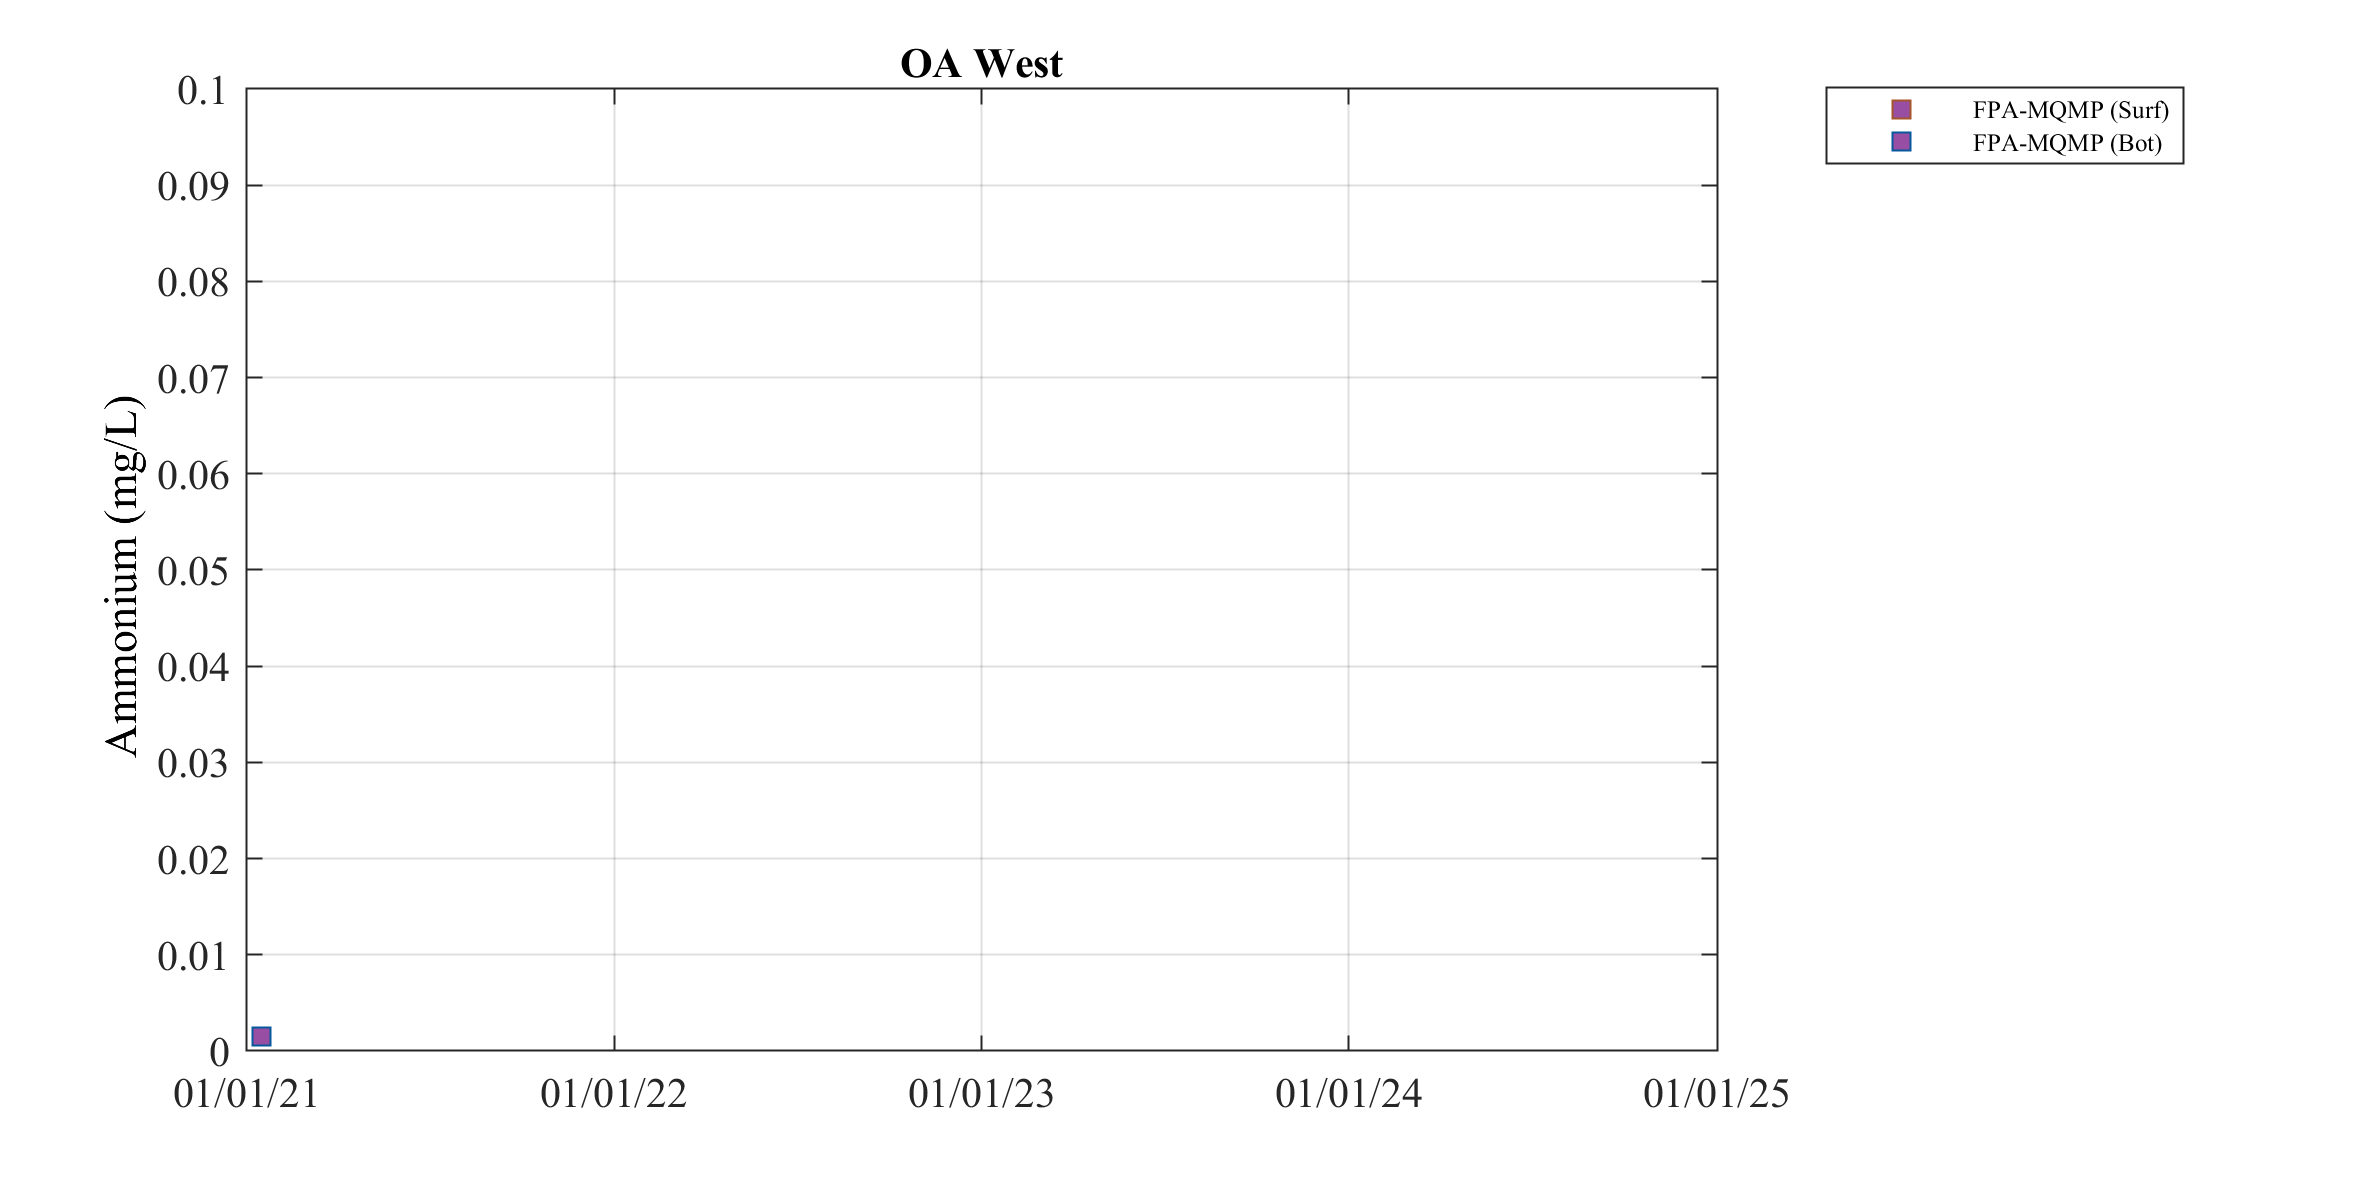 OA West
0.1
0.09
0.08
0.07
0.06
0.05
0.04
0.03
0.02
0.01
0
Ammonium (mg/L)
01/01/21 01/01/22 01/01/23 01/01/24 01/01/25
FPA-MQMP (Surf)
FPA-MQMP (Bot)